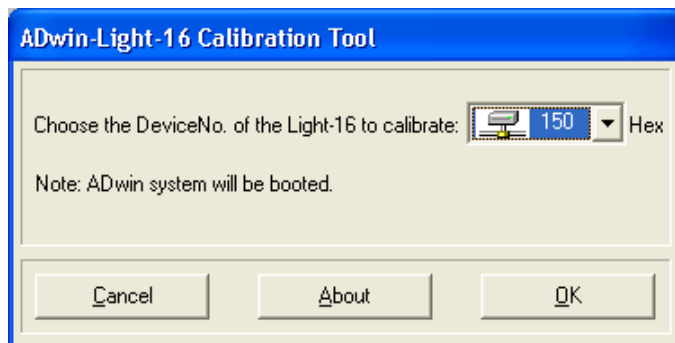 ADwin-Light-16 Calibration Tool
Choose the DeviceNo. of the Light-16 to calibrate: 150 Hex
Note: ADwin system will be booted.
Cancel About OK